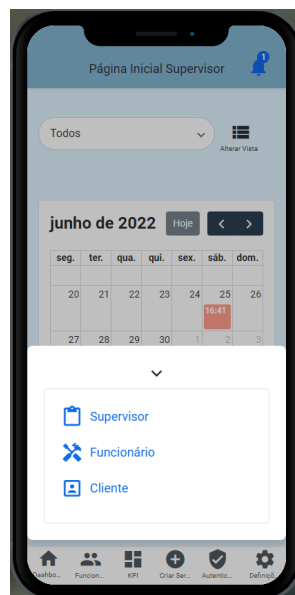 Página Inicial Supervisor
1
Todos
Alterar Vista
junho de 2022 Hoje
seg. ter. qua. qui. sex. sáb. dom.
20 21 22 23 24 25 26
16:41
27 28 29 30 1 2 3
Supervisor
Funcionário
Cliente
Dashbo... Funcion... KPI Criar Ser... Autentic... Definiçõ...